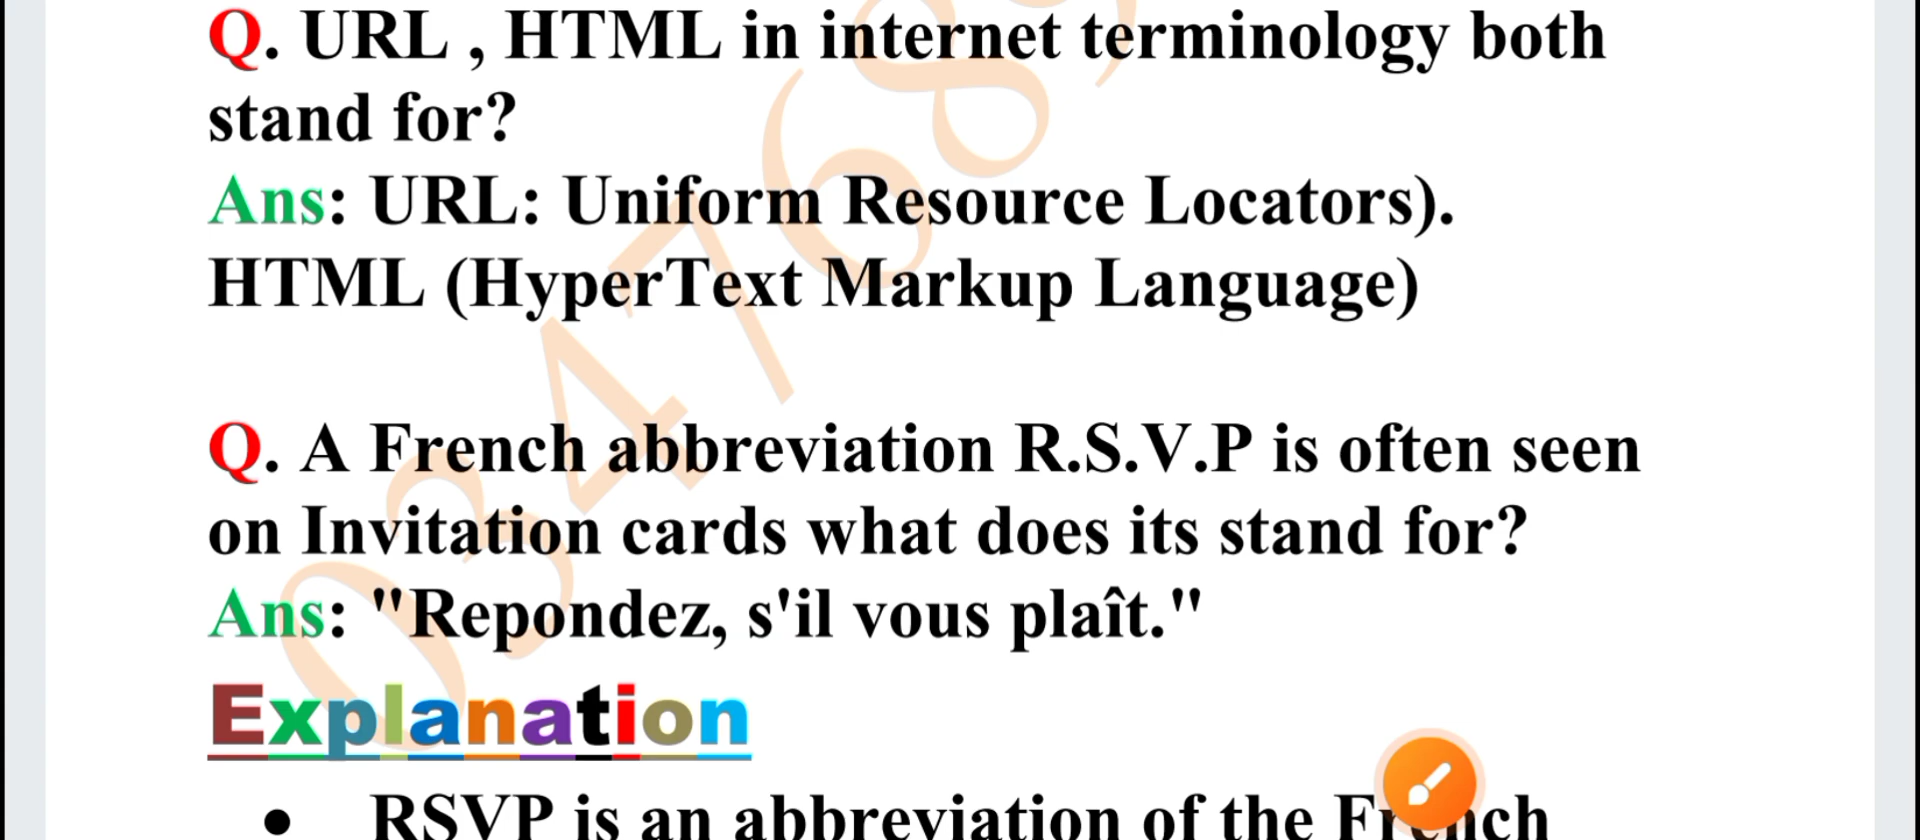 Q. URL , HTML in internet terminology both
stand for?
Ans: URL: Uniform Resource Locators).
HTML (HyperText Markup Language)
Q. A French abbreviation R.S.V.P is often seen
on Invitation cards what does its stand for?
Ans: "Repondez, s'il vous plaît."
Explanation
• RSVP is an abbreviation of the French